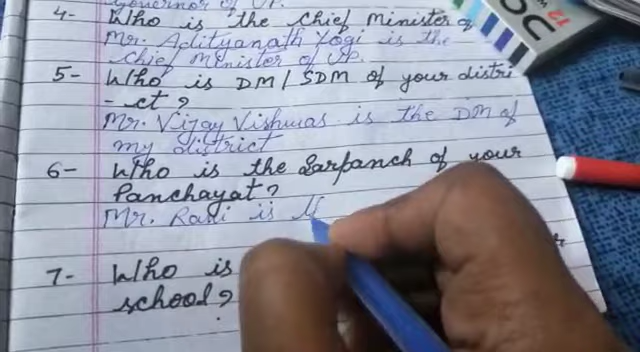 Governor of UP.
4- Who is the Chief Minister of
Mr. Adityanath Yogi is the
Chief Minister of UP.
5- Who is DM/SDM of your distri
-ct ?
Mr. Vijay Vishwas is the DM of
my district
6- Who is the Sarpanch of your
Panchayat?
Mr. Ravi is
7- Who is
school?
12